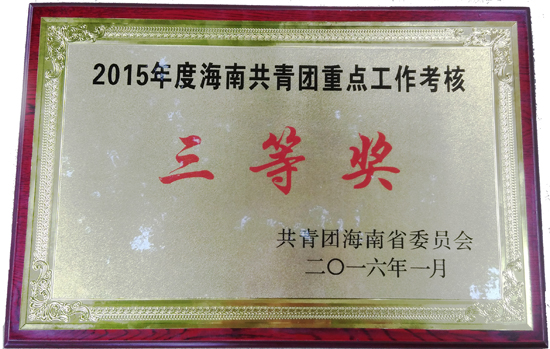 2015年度海南共青团重点工作考核
三等奖
共青团海南省委员会
二〇一六年一月